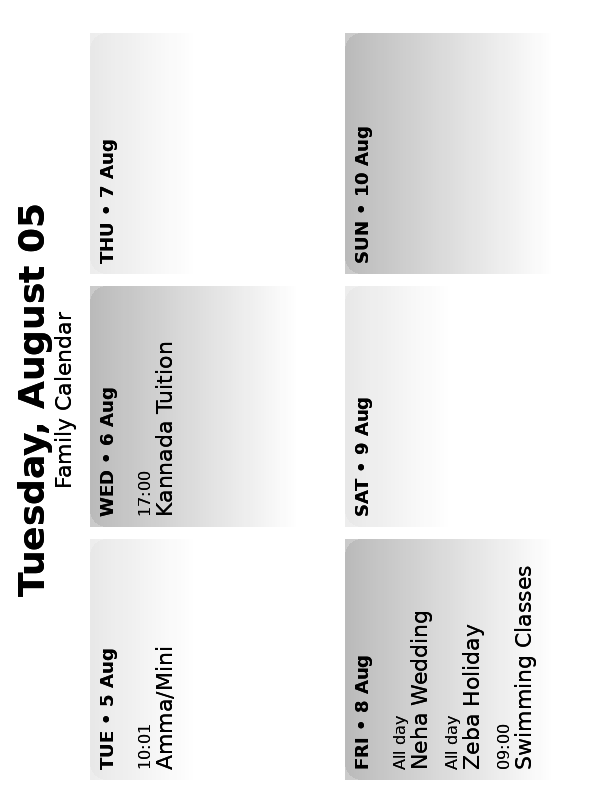 Tuesday, August 05
Family Calendar
TUE • 5 Aug
10:01
Amma/Mini
WED • 6 Aug
17:00
Kannada Tuition
THU • 7 Aug
FRI • 8 Aug
All day
Neha Wedding
All day
Zeba Holiday
09:00
Swimming Classes
SAT • 9 Aug
SUN • 10 Aug